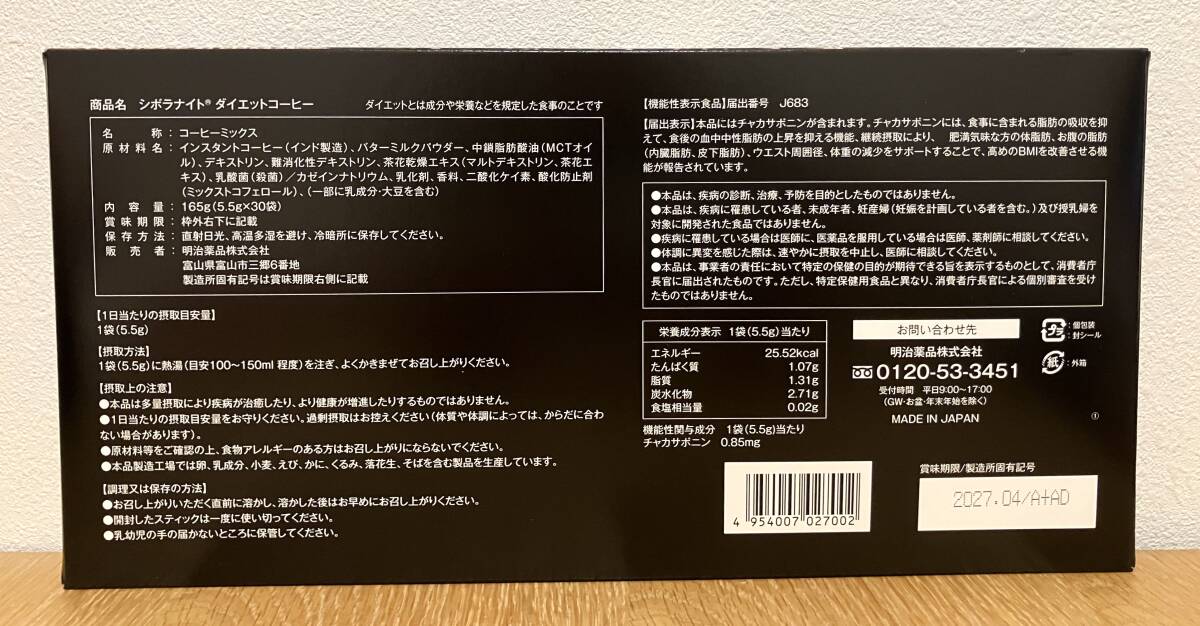 商品名 シボラナイト® ダイエットコーヒー
ダイエットとは成分や栄養などを規定した食事のことです
名称:コーヒーミックス
原材料名:インスタントコーヒー(インド製造)、バターミルクパウダー、中鎖脂肪酸油(MCTオイ
ル)、デキストリン、難消化性デキストリン、茶花乾燥エキス(マルトデキストリン、茶花エ
キス)、乳酸菌(殺菌)/カゼインナトリウム、乳化剤、香料、二酸化ケイ素、酸化防止剤
(ミックストコフェロール)、(一部に乳成分・大豆を含む)
内容量:165g(5.5g×30袋)
賞味期限:枠外右下に記載
保存方法:直射日光、高温多湿を避け、冷暗所に保存してください。
販売者:明治薬品株式会社
富山県富山市三郷6番地
製造所固有記号は賞味期限右側に記載
【1日当たりの摂取目安量】
1袋(5.5g)
【摂取方法】
1袋(5.5g)に熱湯(目安100~150ml 程度)を注ぎ、よくかきまぜてお召し上がりください。
【摂取上の注意】
●本品は多量摂取により疾病が治癒したり、より健康が増進したりするものではありません。
●1日当たりの摂取目安量をお守りください。過剰摂取はお控えください(体質や体調によっては、からだに合わ
ない場合があります)。
●原材料等をご確認の上、食物アレルギーのある方はお召し上がりにならないでください。
●本品製造工場では卵、乳成分、小麦、えび、かに、くるみ、落花生、そばを含む製品を生産しています。
【調理又は保存の方法】
●お召し上がりいただく直前に溶かし、溶かした後はお早めにお召し上がりください。
●開封したスティックは一度に使い切ってください。
●乳幼児の手の届かないところに保管してください。
【機能性表示食品】届出番号 J683
【届出表示】本品にはチャカサポニンが含まれます。チャカサポニンには、食事に含まれる脂肪の吸収を抑
えて、食後の血中中性脂肪の上昇を抑える機能、継続摂取により、肥満気味な方の体脂肪、お腹の脂肪
(内臓脂肪、皮下脂肪)、ウエスト周囲径、体重の減少をサポートすることで、高めのBMIを改善させる機
能が報告されています。
●本品は、疾病の診断、治療、予防を目的としたものではありません。
●本品は、疾病に罹患している者、未成年者、妊産婦(妊娠を計画している者を含む。)及び授乳婦を
対象に開発された食品ではありません。
●疾病に罹患している場合は医師に、医薬品を服用している場合は医師、薬剤師に相談してください。
●体調に異変を感じた際は、速やかに摂取を中止し、医師に相談してください。
●本品は、事業者の責任において特定の保健の目的が期待できる旨を表示するものとして、消費者庁
長官に届出されたものです。ただし、特定保健用食品と異なり、消費者庁長官による個別審査を受け
たものではありません。
栄養成分表示 1袋(5.5g)当たり
エネルギー 25.52kcal
たんぱく質 1.07g
脂質 1.31g
炭水化物 2.71g
食塩相当量 0.02g
機能性関与成分 1袋(5.5g)当たり
チャカサポニン 0.85mg
お問い合わせ先
明治薬品株式会社
0120-53-3451
受付時間 平日9:00~17:00
(GW・お盆・年末年始を除く)
MADE IN JAPAN
プラ :個包装
:封シール
紙 :外箱
①
4 954007 027002
賞味期限/製造所固有記号
2027.04/A+AD